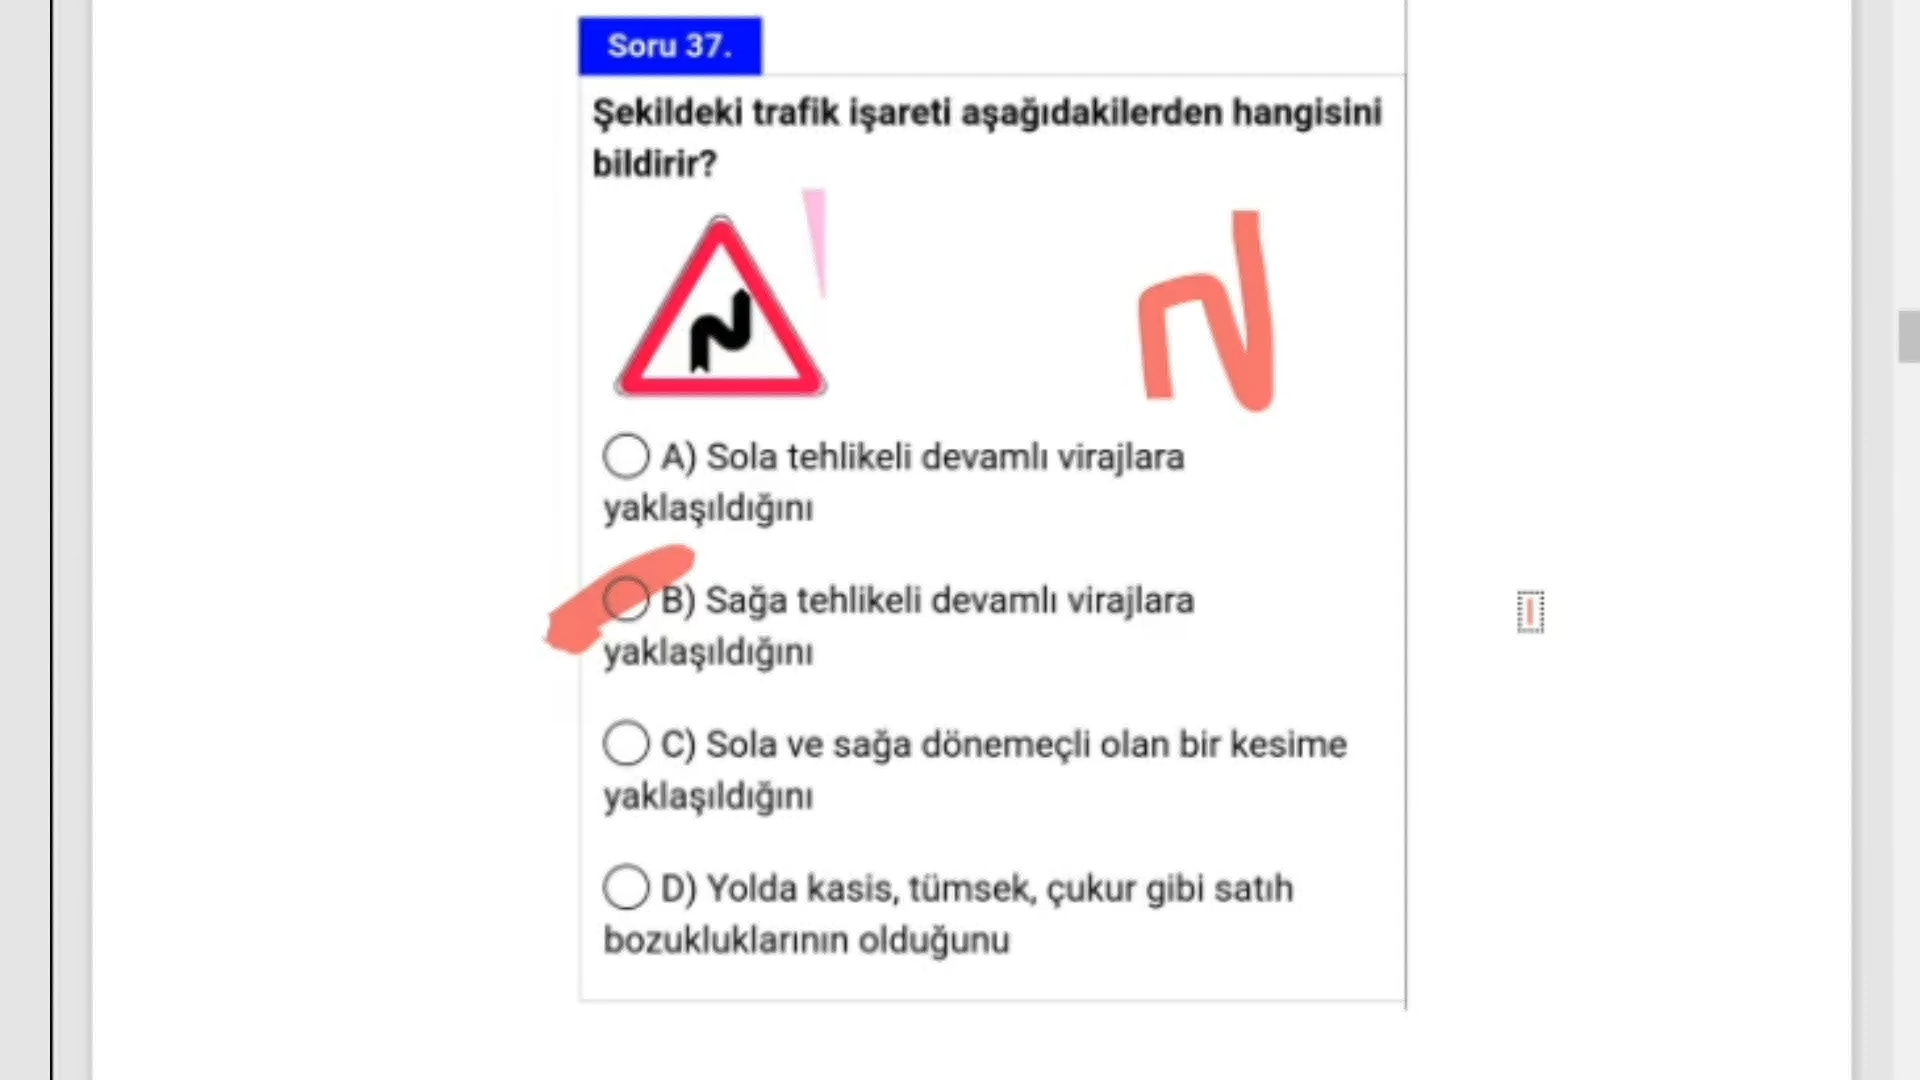 Soru 37.
Şekildeki trafik işareti aşağıdakilerden hangisini
bildirir?
A) Sola tehlikeli devamlı virajlara
yaklaşıldığını
B) Sağa tehlikeli devamlı virajlara
yaklaşıldığını
C) Sola ve sağa dönemeçli olan bir kesime
yaklaşıldığını
D) Yolda kasis, tümsek, çukur gibi satıh
bozukluklarının olduğunu